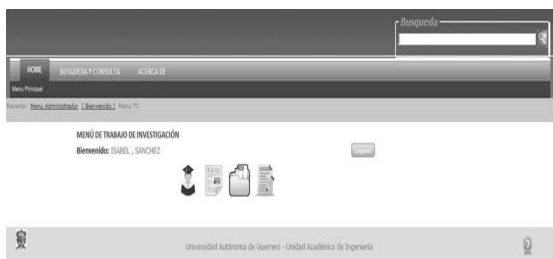 Busqueda
HOME BUSQUEDA Y CONSULTA ACERCA DE
Menu Principal
Menu Administrador | Bienvenido | Menu TI
MENÚ DE TRABAJO DE INVESTIGACIÓN
Bienvenido: ISABEL , SANCHEZ
Logout
Universidad Autónoma de Guerrero - Unidad Académica de Ingeniería